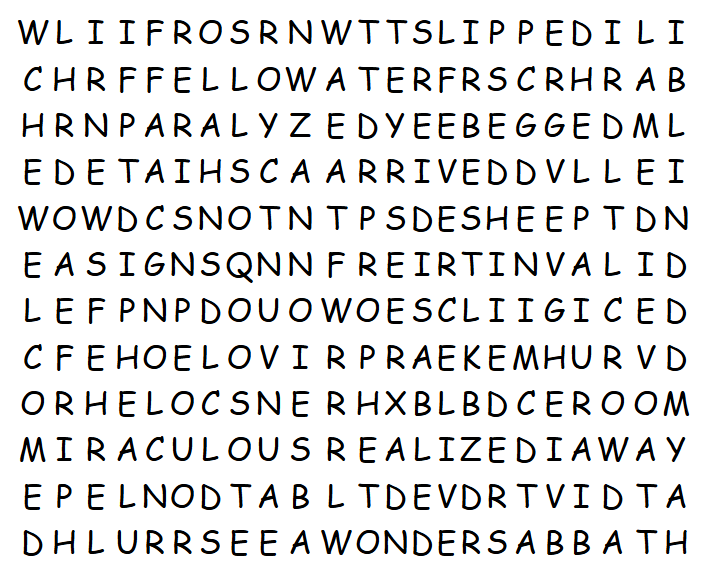 WLIIFROSRNWTTSLIPPEDILI
CHRFFELLOWATERFRSCRHRAB
HRNPARALYZEDYEEBEGGEDML
EDETAIHSCAARRIVEDDVLLEI
WOWDCSNOTNTPSDESHEEPTDN
EASIGNSQNNFREIRTINVALID
LEFPNPDOUOWOESCLIIGICED
CFEHOELOVIRPRAEKEMHURVD
ORHELOCSNERHXBLBDCEROOM
MIRACULOUSREALIZEDIAWAY
EPELNODTABLTDEVDRTVIDTA
DHLURRSEEAWONDERSABBATH